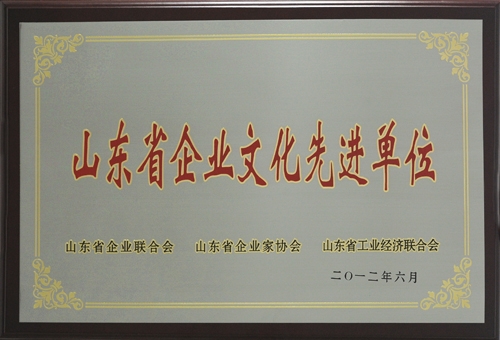 山东省企业文化先进单位
山东省企业联合会 山东省企业家协会 山东省工业经济联合会
二〇一二年六月